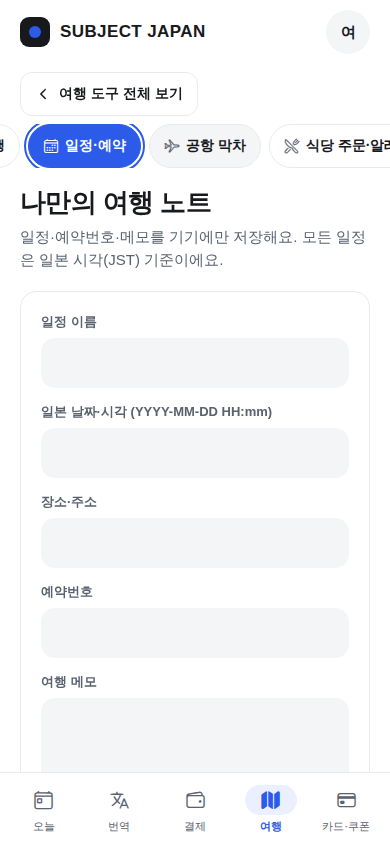 SUBJECT JAPAN
여
여행 도구 전체 보기
일정·예약
공항 막차
식당 주문·알레
나만의 여행 노트
일정·예약번호·메모를 기기에만 저장해요. 모든 일정
은 일본 시각(JST) 기준이에요.
일정 이름
일본 날짜·시각 (YYYY-MM-DD HH:mm)
장소·주소
예약번호
여행 메모
오늘
번역
결제
여행
카드·쿠폰